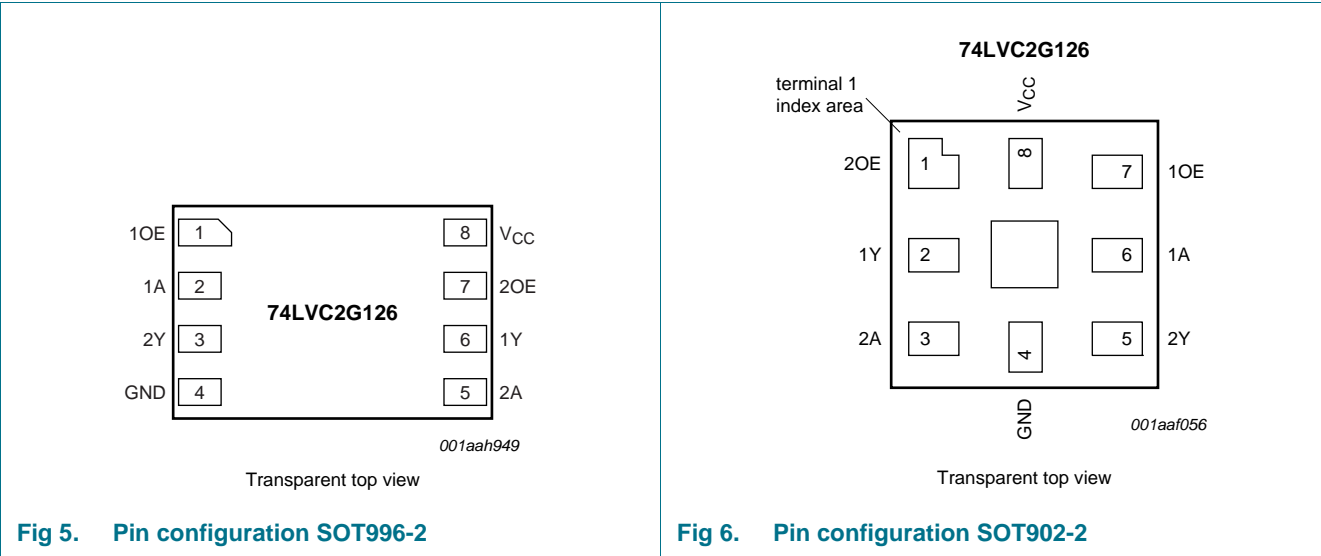 1OE 1 8 VCC
1A 2 7 2OE
74LVC2G126
2Y 3 6 1Y
GND 4 5 2A
001aah949
Transparent top view
Fig 5. Pin configuration SOT996-2
74LVC2G126
terminal 1
index area
VCC
2OE 1 8 7 1OE
1Y 2 6 1A
2A 3 4 5 2Y
GND
001aaf056
Transparent top view
Fig 6. Pin configuration SOT902-2